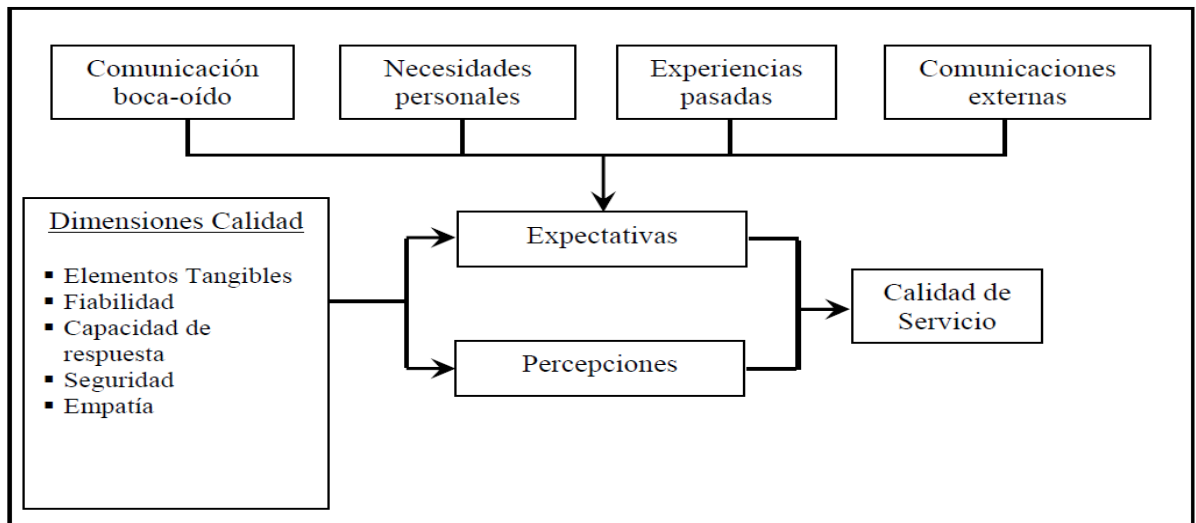 Comunicación
boca-oído
Necesidades
personales
Experiencias
pasadas
Comunicaciones
externas
Dimensiones Calidad
▪ Elementos Tangibles
▪ Fiabilidad
▪ Capacidad de
respuesta
▪ Seguridad
▪ Empatía
Expectativas
Percepciones
Calidad de
Servicio